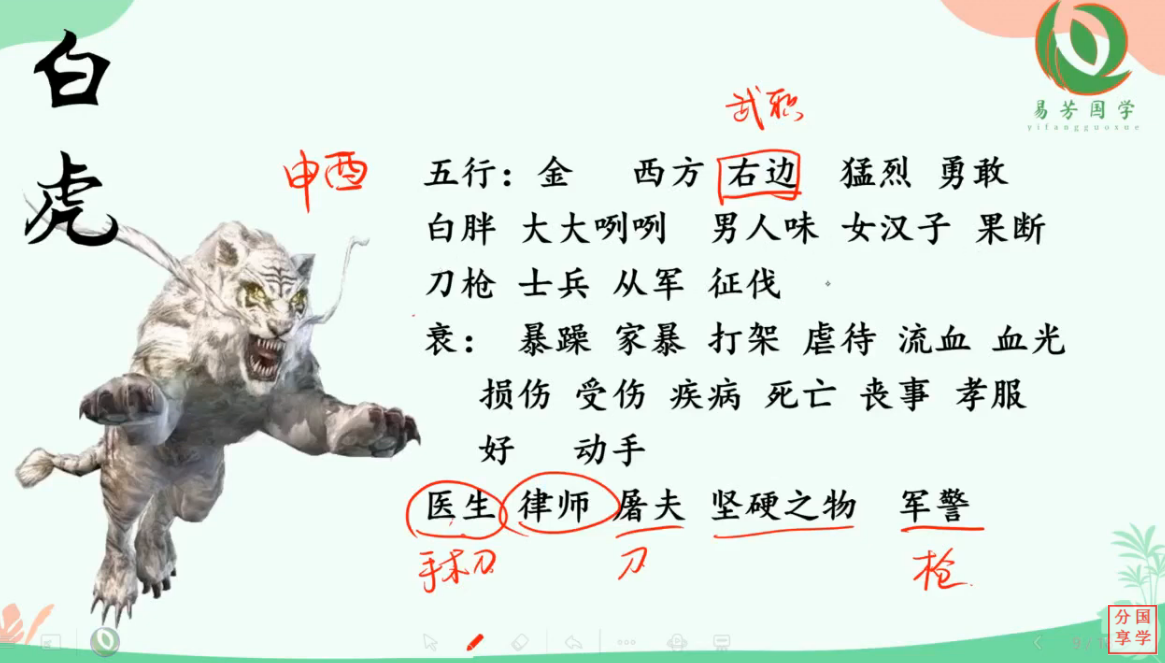 白
虎
易芳国学
yifangguoxue
武职
申酉
五行：金 西方 右边 猛烈 勇敢
白胖 大大咧咧 男人味 女汉子 果断
刀枪 士兵 从军 征伐
衰： 暴躁 家暴 打架 虐待 流血 血光
损伤 受伤 疾病 死亡 丧事 孝服
好 动手
医生 律师 屠夫 坚硬之物 军警
手术刀 刀 枪
分国
享学